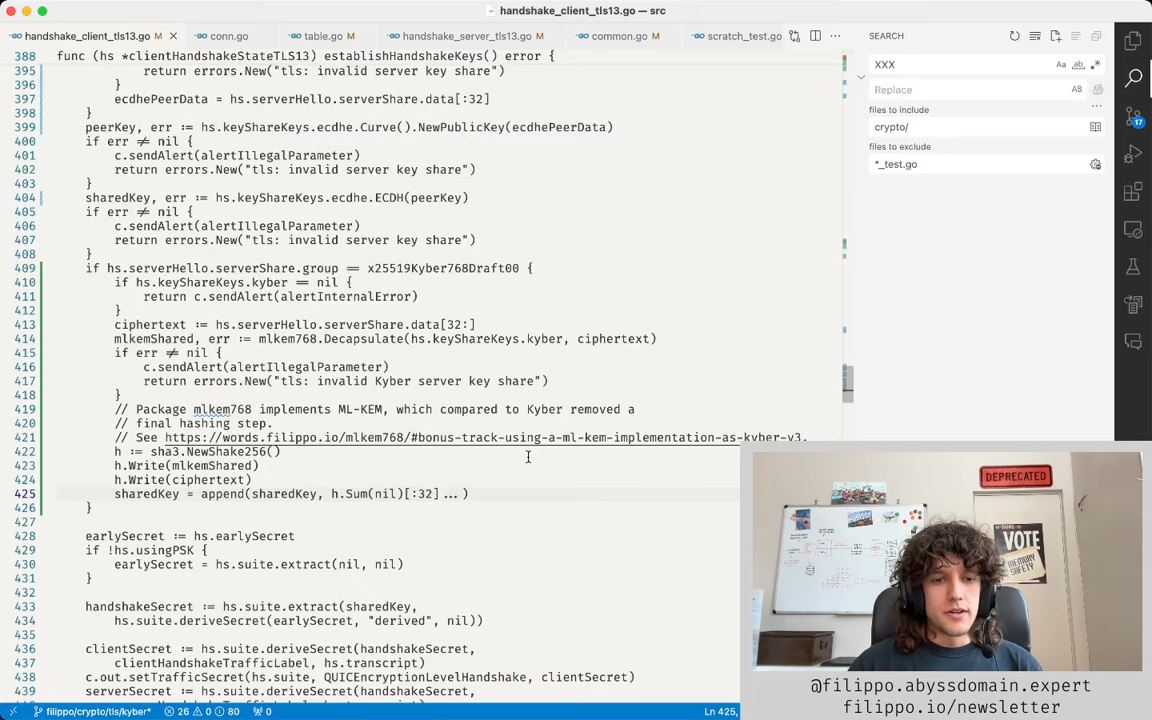 handshake_client_tls13.go — src
handshake_client_tls13.go M
conn.go
table.go M
handshake_server_tls13.go M
common.go M
scratch_test.go
SEARCH
388 func (hs *clientHandshakeStateTLS13) establishHandshakeKeys() error {
395 return errors.New("tls: invalid server key share")
396 }
397 ecdhePeerData = hs.serverHello.serverShare.data[:32]
398 }
399 peerKey, err := hs.keyShareKeys.ecdhe.Curve().NewPublicKey(ecdhePeerData)
400 if err ≠ nil {
401 c.sendAlert(alertIllegalParameter)
402 return errors.New("tls: invalid server key share")
403 }
404 sharedKey, err := hs.keyShareKeys.ecdhe.ECDH(peerKey)
405 if err ≠ nil {
406 c.sendAlert(alertIllegalParameter)
407 return errors.New("tls: invalid server key share")
408 }
409 if hs.serverHello.serverShare.group == x25519Kyber768Draft00 {
410 if hs.keyShareKeys.kyber == nil {
411 return c.sendAlert(alertInternalError)
412 }
413 ciphertext := hs.serverHello.serverShare.data[32:]
414 mlkemShared, err := mlkem768.Decapsulate(hs.keyShareKeys.kyber, ciphertext)
415 if err ≠ nil {
416 c.sendAlert(alertIllegalParameter)
417 return errors.New("tls: invalid Kyber server key share")
418 }
419 // Package mlkem768 implements ML-KEM, which compared to Kyber removed a
420 // final hashing step.
421 // See https://words.filippo.io/mlkem768/#bonus-track-using-a-ml-kem-implementation-as-kyber-v3.
422 h := sha3.NewShake256()
423 h.Write(mlkemShared)
424 h.Write(ciphertext)
425 sharedKey = append(sharedKey, h.Sum(nil)[:32]...)
426 }
427
428 earlySecret := hs.earlySecret
429 if !hs.usingPSK {
430 earlySecret = hs.suite.extract(nil, nil)
431 }
432
433 handshakeSecret := hs.suite.extract(sharedKey,
434 hs.suite.deriveSecret(earlySecret, "derived", nil))
435
436 clientSecret := hs.suite.deriveSecret(handshakeSecret,
437 clientHandshakeTrafficLabel, hs.transcript)
438 c.out.setTrafficSecret(hs.suite, QUICEncryptionLevelHandshake, clientSecret)
439 serverSecret := hs.suite.deriveSecret(handshakeSecret,
XXX
Aa ab .*
Replace AB
files to include
crypto/
files to exclude
*_test.go
17
DEPRECATED
VOTE
MEMORY
SAFETY
@filippo.abyssdomain.expert
filippo.io/newsletter
filippo/crypto/tls/kyber* 26 0 80 0 Ln 425,